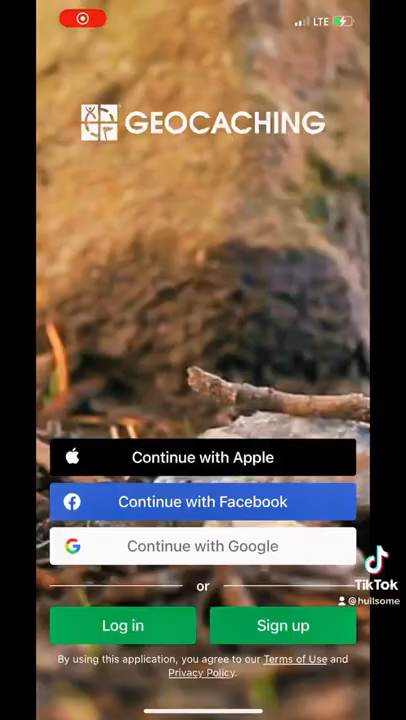 LTE
GEOCACHING
Continue with Apple
Continue with Facebook
Continue with Google
or
Log in
Sign up
TikTok
@hullsome
By using this application, you agree to our Terms of Use and
Privacy Policy.